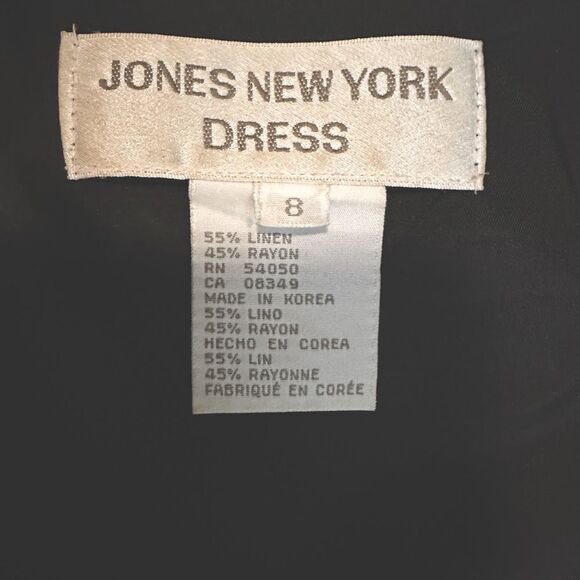 JONES NEW YORK
DRESS
8
55% LINEN
45% RAYON
RN 54050
CA 08349
MADE IN KOREA
55% LINO
45% RAYON
HECHO EN COREA
55% LIN
45% RAYONNE
FABRIQUÉ EN CORÉE